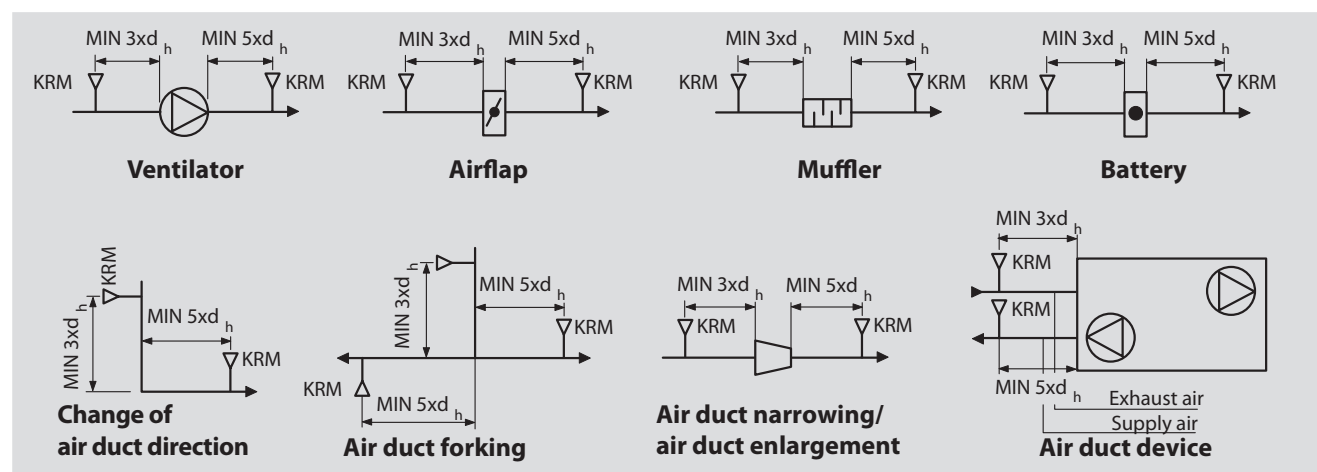 MIN 3xd h MIN 5xd h
KRM KRM
Ventilator
MIN 3xd h MIN 5xd h
KRM KRM
Airflap
MIN 3xd h MIN 5xd h
KRM KRM
Muffler
MIN 3xd h MIN 5xd h
KRM KRM
Battery
KRM
MIN 3xd h
MIN 5xd h
KRM
Change of
air duct direction
MIN 3xd h
MIN 5xd h
KRM
KRM
MIN 5xd h
Air duct forking
MIN 3xd h MIN 5xd h
KRM KRM
Air duct narrowing/
air duct enlargement
MIN 3xd h
KRM
KRM
MIN 5xd h
Exhaust air
Supply air
Air duct device